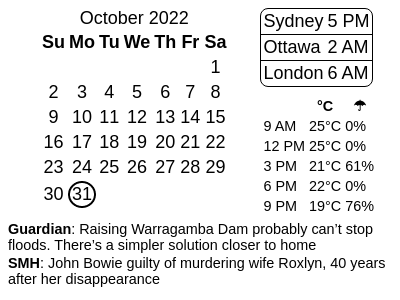 October 2022
Su Mo Tu We Th Fr Sa
1
2 3 4 5 6 7 8
9 10 11 12 13 14 15
16 17 18 19 20 21 22
23 24 25 26 27 28 29
30 31
Sydney 5 PM
Ottawa 2 AM
London 6 AM
°C ☂
9 AM 25°C 0%
12 PM 25°C 0%
3 PM 21°C 61%
6 PM 22°C 0%
9 PM 19°C 76%
Guardian: Raising Warragamba Dam probably can’t stop
floods. There’s a simpler solution closer to home
SMH: John Bowie guilty of murdering wife Roxlyn, 40 years
after her disappearance